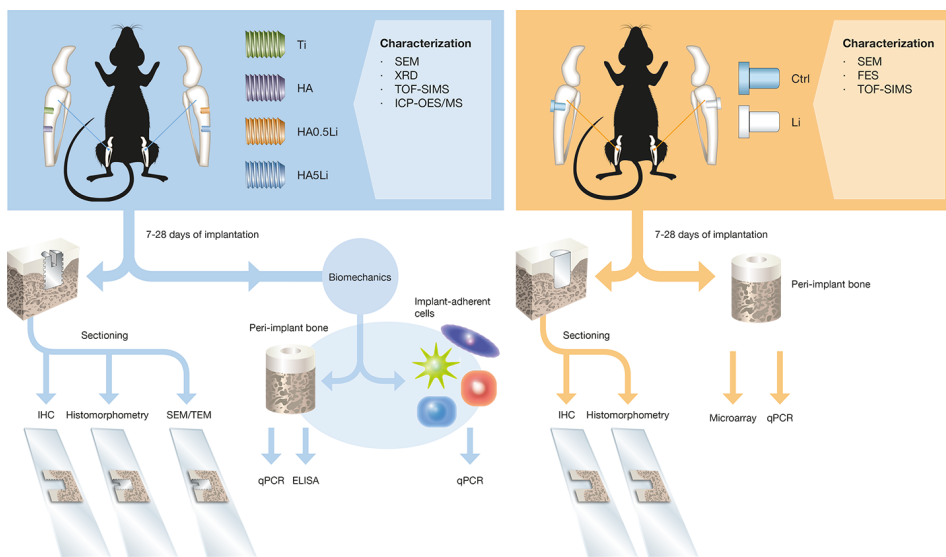 Ti
HA
HA0.5Li
HA5Li
Characterization
· SEM
· XRD
· TOF-SIMS
· ICP-OES/MS
7-28 days of implantation
Biomechanics
Sectioning
Peri-implant bone
Implant-adherent
cells
IHC Histomorphometry SEM/TEM
qPCR ELISA
qPCR
Ctrl
Li
Characterization
· SEM
· FES
· TOF-SIMS
7-28 days of implantation
Peri-implant bone
Sectioning
IHC Histomorphometry
Microarray qPCR